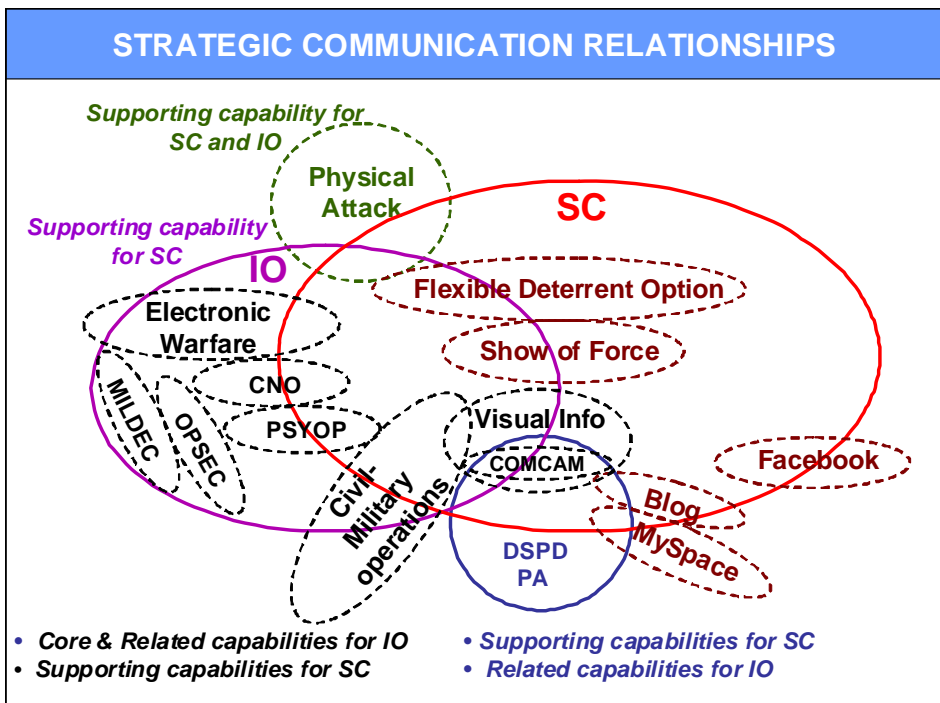 STRATEGIC COMMUNICATION RELATIONSHIPS
Supporting capability for
SC and IO
Physical
Attack
SC
Supporting capability
for SC
IO
Flexible Deterrent Option
Electronic
Warfare
Show of Force
CNO
MILDEC
OPSEC
PSYOP
Visual Info
COMCAM
Facebook
Civil-
Military
operations
Blog
MySpace
DSPD
PA
• Core & Related capabilities for IO
• Supporting capabilities for SC
• Supporting capabilities for SC
• Related capabilities for IO